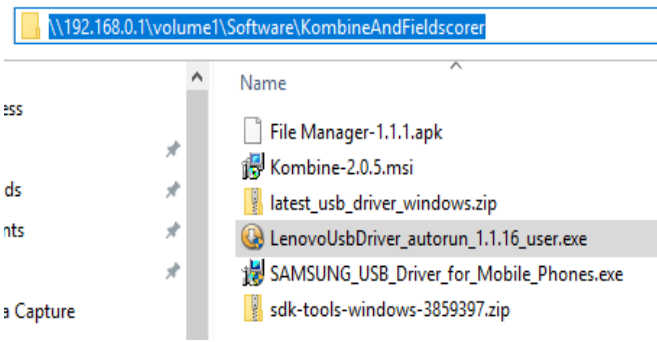 \\192.168.0.1\volume1\Software\KombineAndFieldscorer
Name
ess
File Manager-1.1.1.apk
Kombine-2.0.5.msi
ds
latest_usb_driver_windows.zip
nts
LenovoUsbDriver_autorun_1.1.16_user.exe
SAMSUNG_USB_Driver_for_Mobile_Phones.exe
a Capture
sdk-tools-windows-3859397.zip